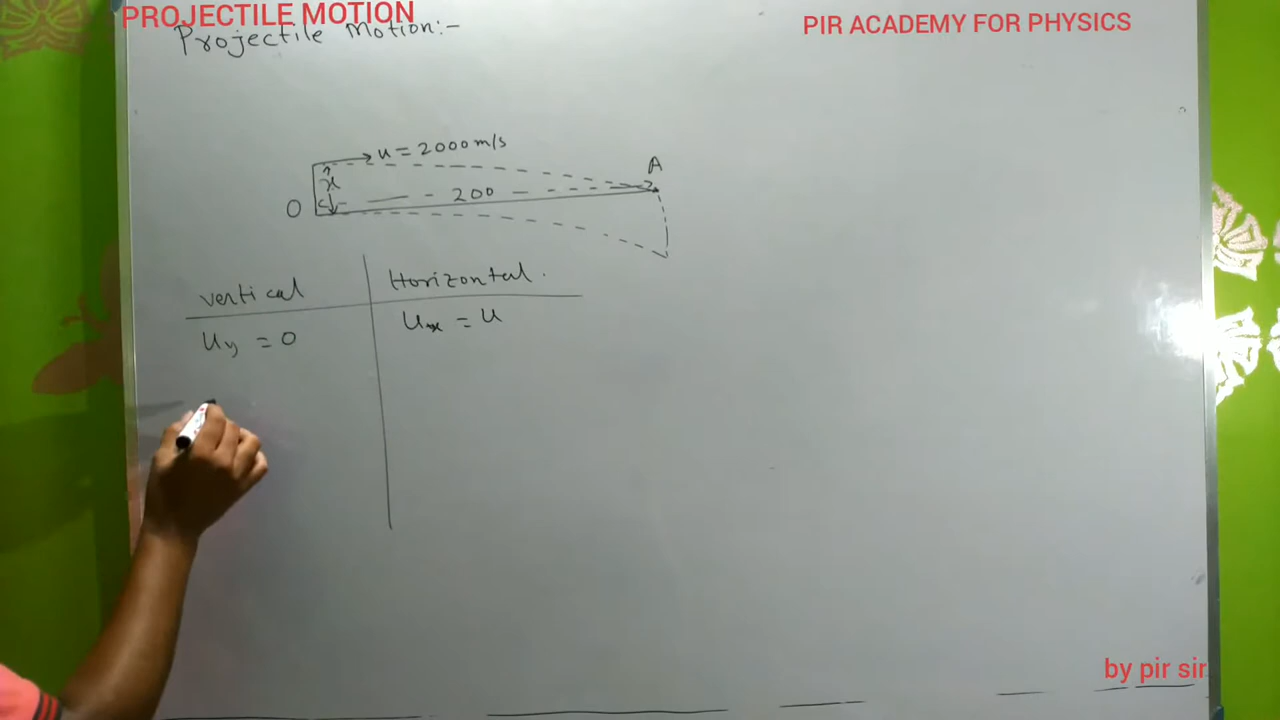 PROJECTILE MOTION
PIR ACADEMY FOR PHYSICS
Projectile Motion:-
u = 2000 m/s
A
x
200
O
vertical
Horizontal.
uy = 0
ux = u
by pir sir